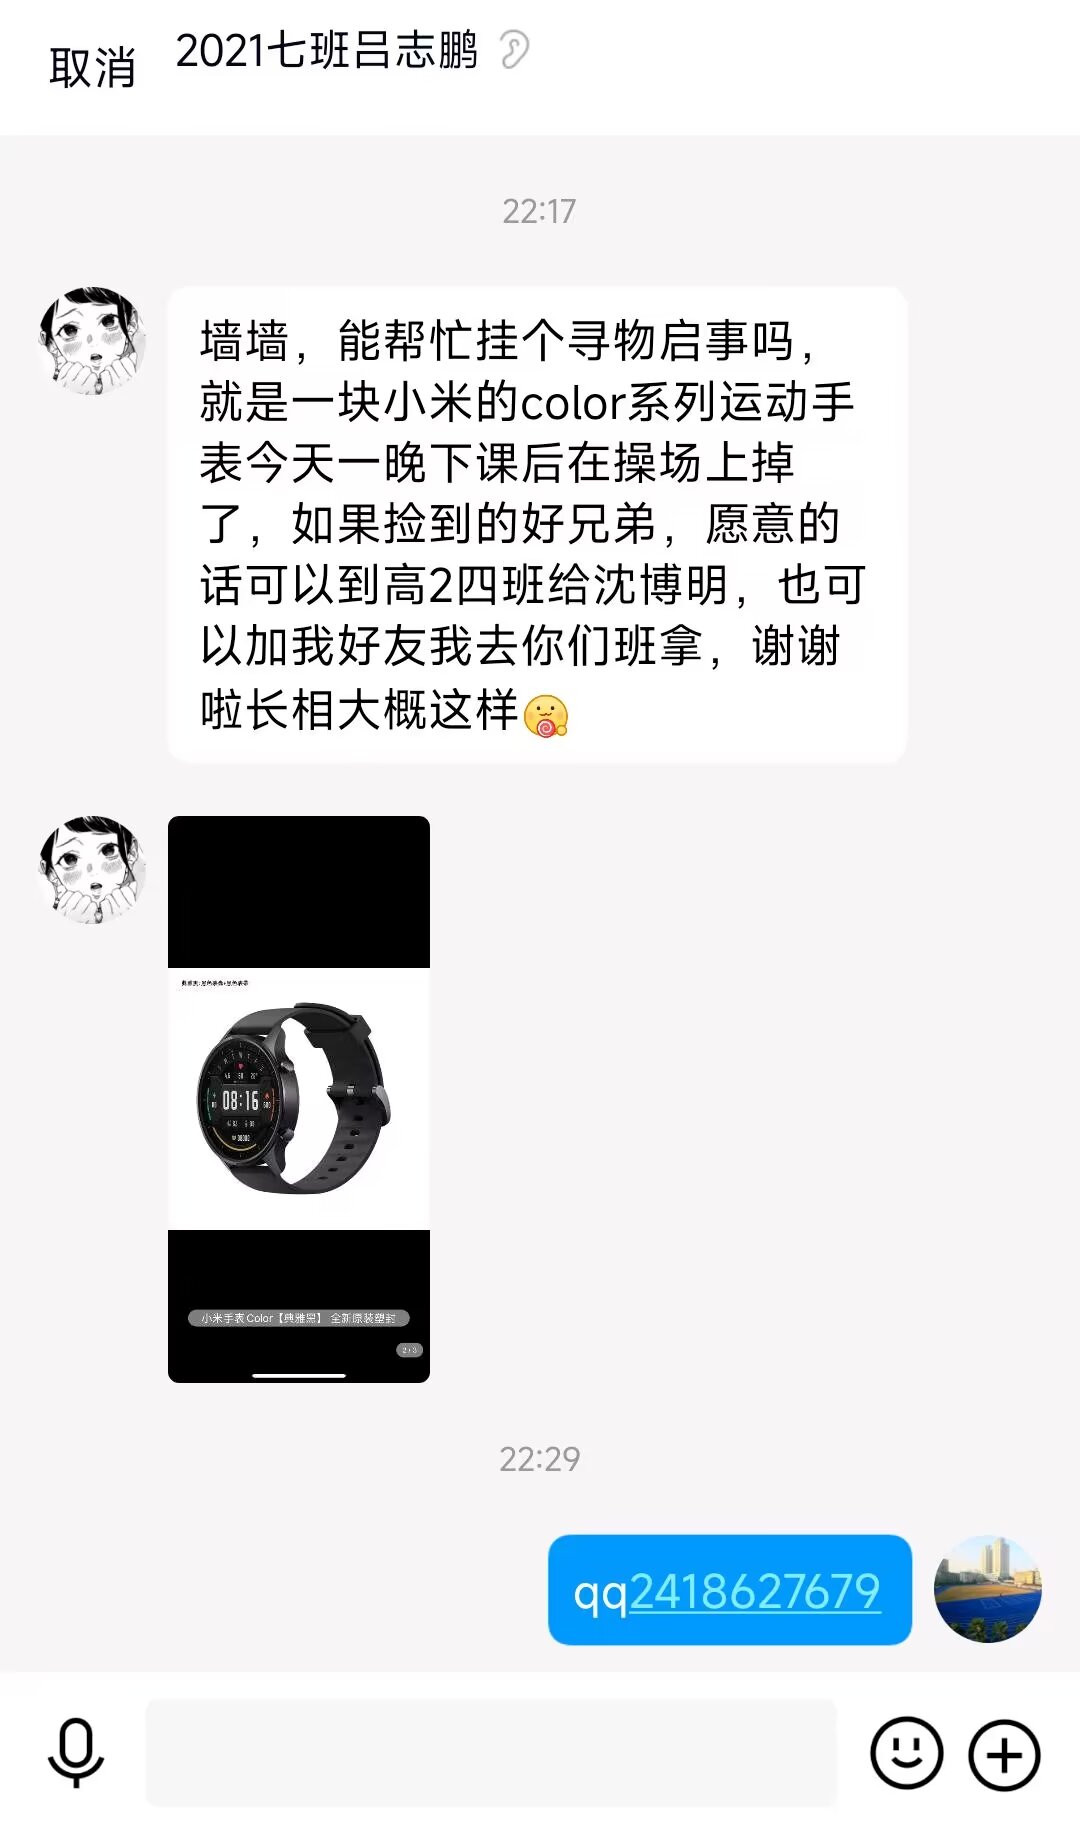 取消
2021七班吕志鹏
22:17
墙墙，能帮忙挂个寻物启事吗，
就是一块小米的color系列运动手
表今天一晚下课后在操场上掉
了，如果捡到的好兄弟，愿意的
话可以到高2四班给沈博明，也可
以加我好友我去你们班拿，谢谢
啦长相大概这样
08:16
小米手表Color【典雅黑】 全新原装塑封
2/3
22:29
qq2418627679